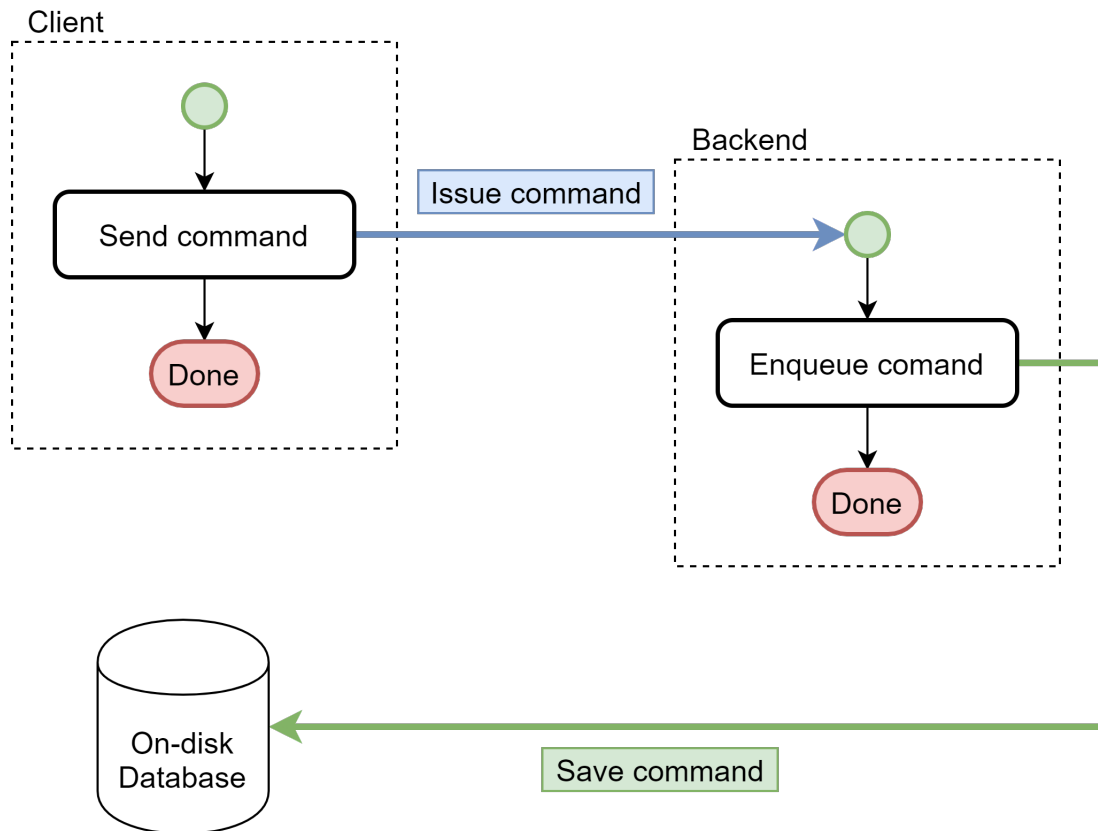 Client
Backend
Issue command
Send command
Done
Enqueue comand
Done
On-disk
Database
Save command